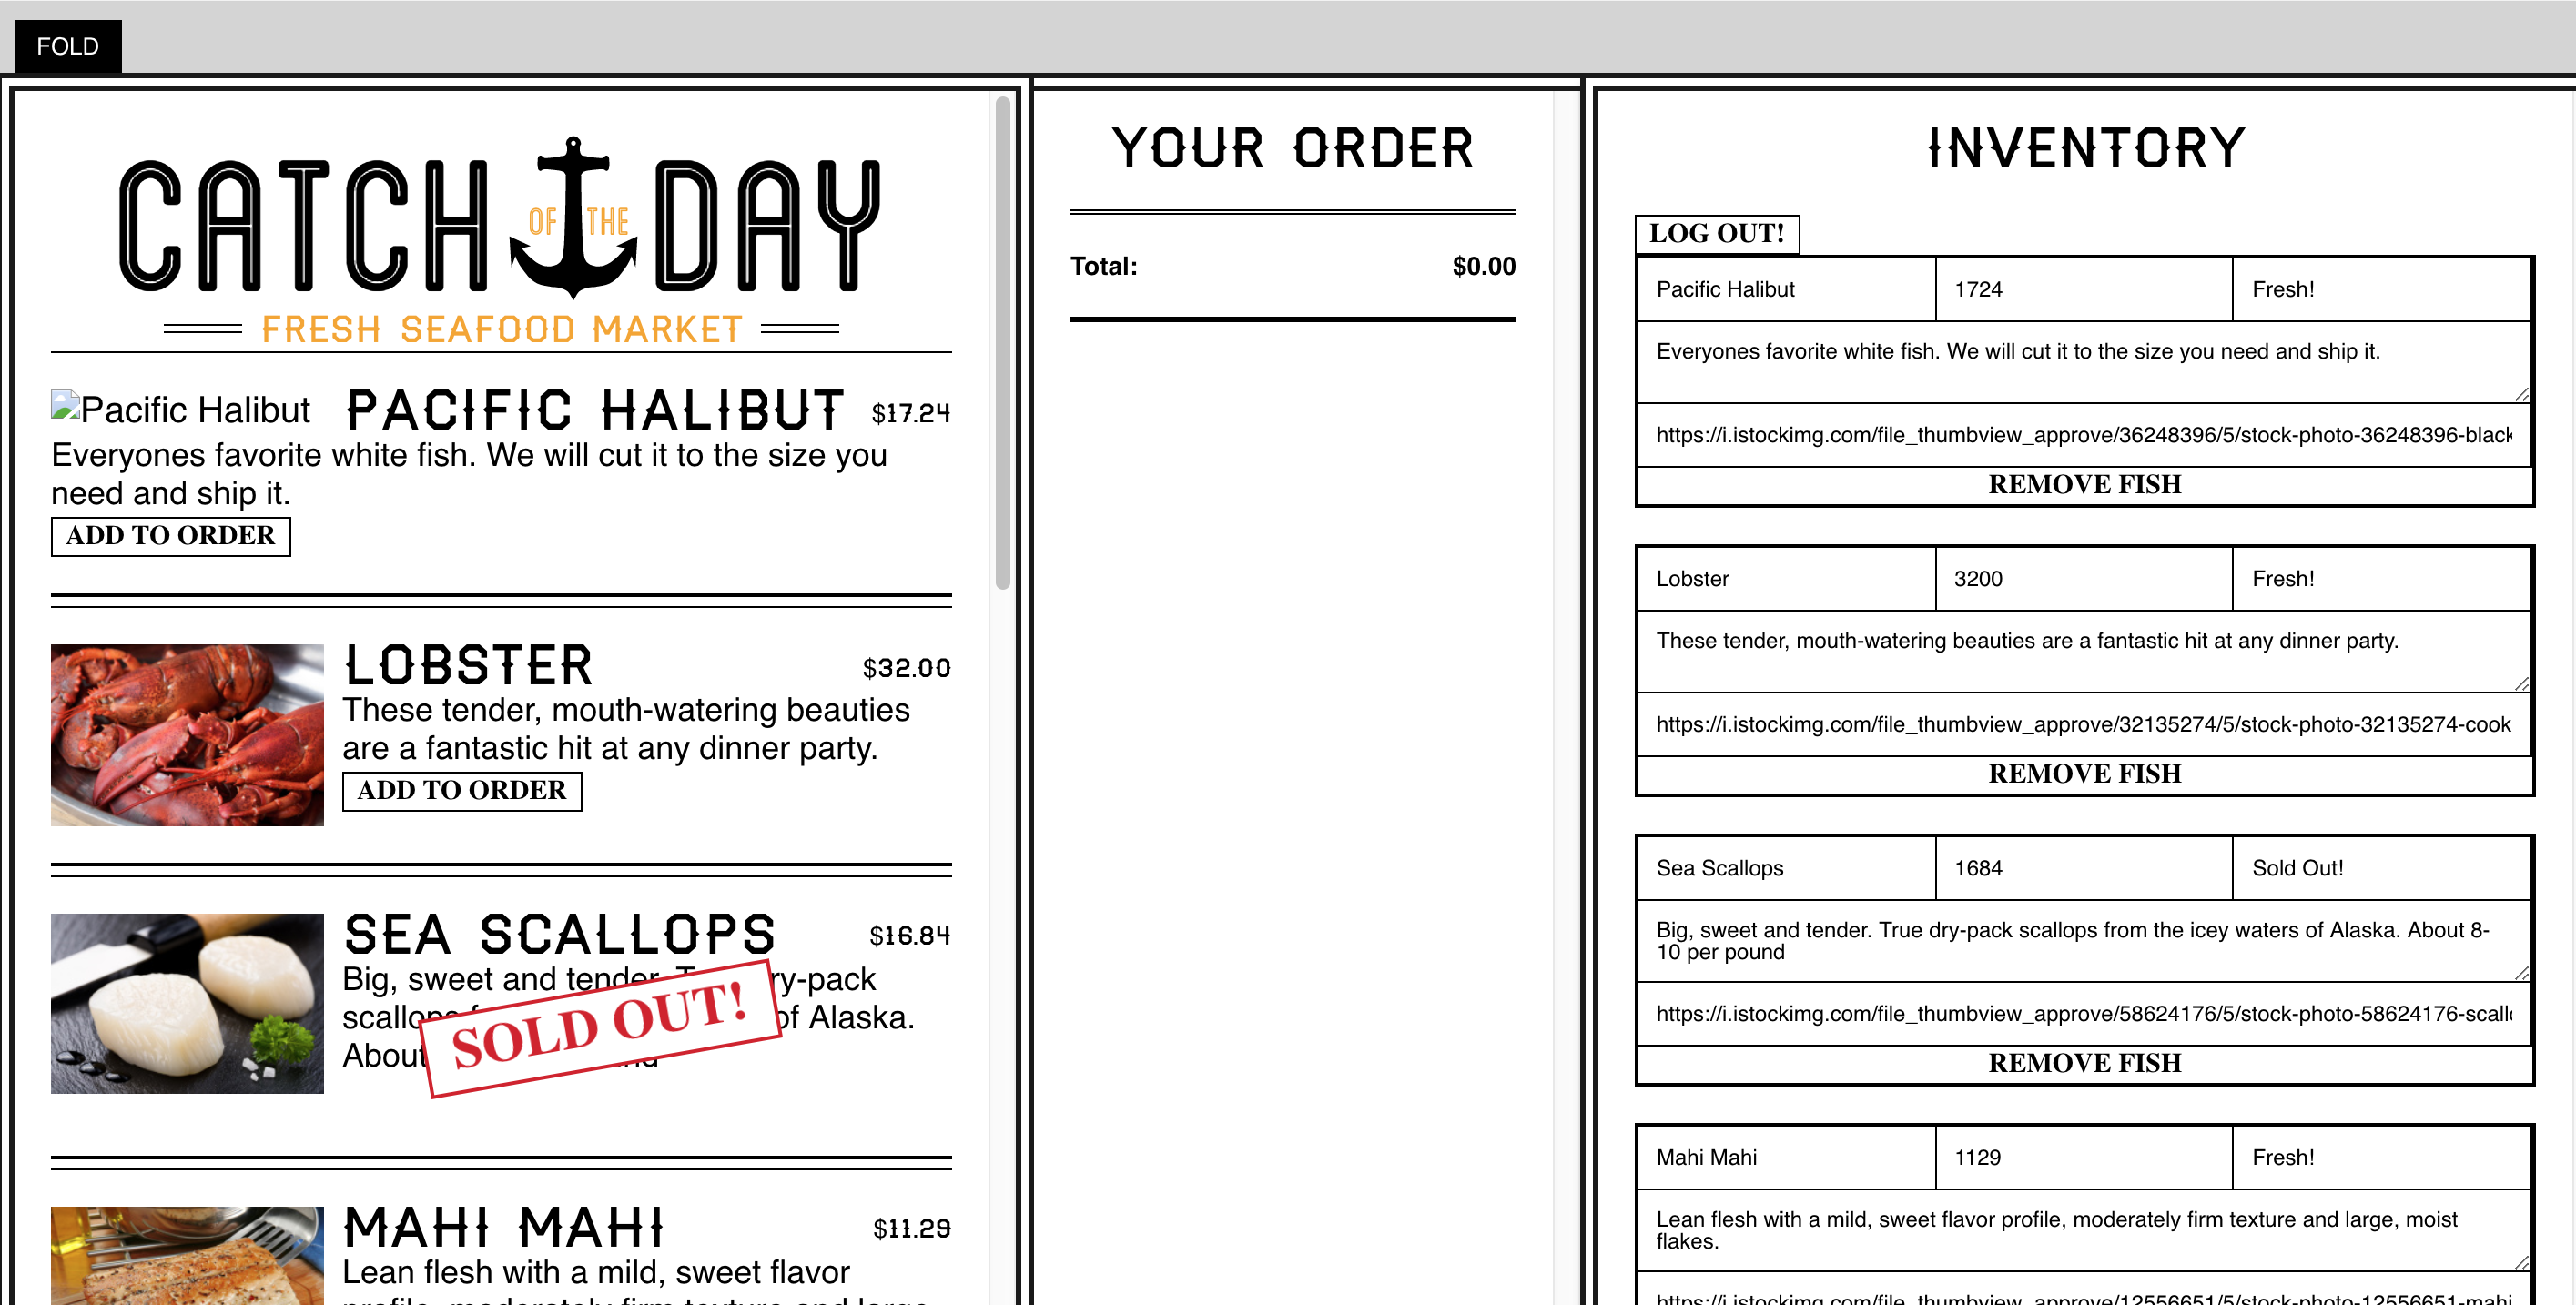 FOLD
CATCH OF THE DAY
FRESH SEAFOOD MARKET
Pacific Halibut PACIFIC HALIBUT $17.24
Everyones favorite white fish. We will cut it to the size you
need and ship it.
ADD TO ORDER
LOBSTER $32.00
These tender, mouth-watering beauties
are a fantastic hit at any dinner party.
ADD TO ORDER
SEA SCALLOPS $16.84
Big, sweet and tender. ry-pack
of Alaska.
About
SOLD OUT!
MAHI MAHI $11.29
Lean flesh with a mild, sweet flavor
profile, moderately firm texture and large,
YOUR ORDER
Total: $0.00
INVENTORY
LOG OUT!
Pacific Halibut 1724 Fresh!
Everyones favorite white fish. We will cut it to the size you need and ship it.
https://i.istockimg.com/file_thumbview_approve/36248396/5/stock-photo-36248396-black
REMOVE FISH
Lobster 3200 Fresh!
These tender, mouth-watering beauties are a fantastic hit at any dinner party.
https://i.istockimg.com/file_thumbview_approve/32135274/5/stock-photo-32135274-cook
REMOVE FISH
Sea Scallops 1684 Sold Out!
Big, sweet and tender. True dry-pack scallops from the icey waters of Alaska. About 8-
10 per pound
https://i.istockimg.com/file_thumbview_approve/58624176/5/stock-photo-58624176-scall
REMOVE FISH
Mahi Mahi 1129 Fresh!
Lean flesh with a mild, sweet flavor profile, moderately firm texture and large, moist
flakes.
https://i.istockimg.com/file_thumbview_approve/12556651/5/stock-photo-12556651-mahi